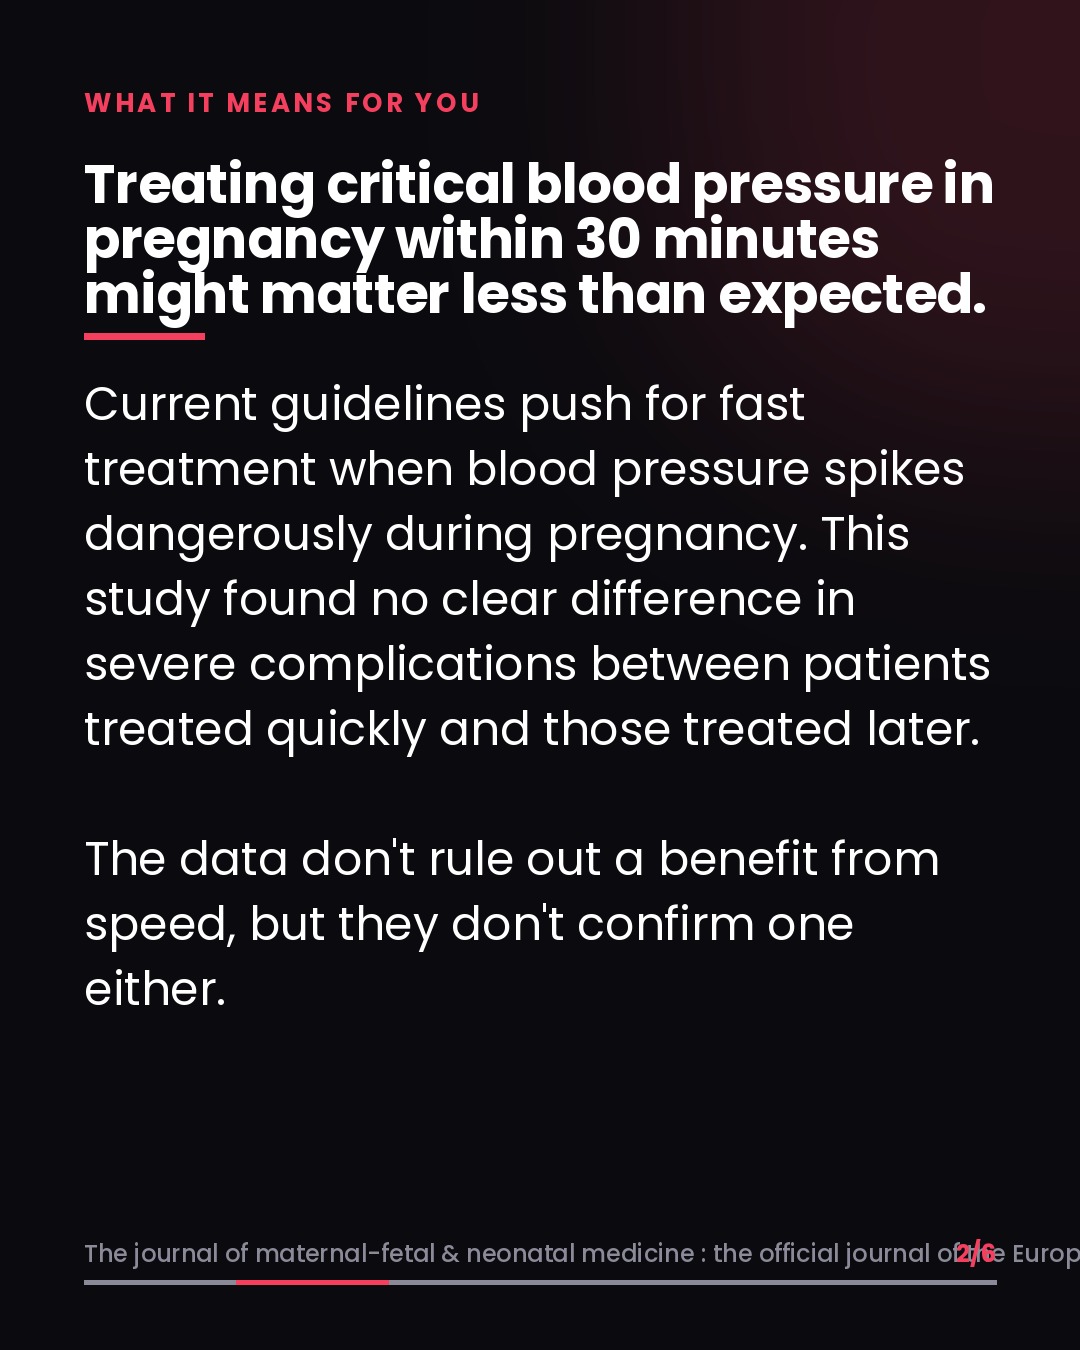 WHAT IT MEANS FOR YOU
Treating critical blood pressure in
pregnancy within 30 minutes
might matter less than expected.
Current guidelines push for fast
treatment when blood pressure spikes
dangerously during pregnancy. This
study found no clear difference in
severe complications between patients
treated quickly and those treated later.
The data don't rule out a benefit from
speed, but they don't confirm one
either.
The journal of maternal-fetal & neonatal medicine : the official journal of the Europ
2/6